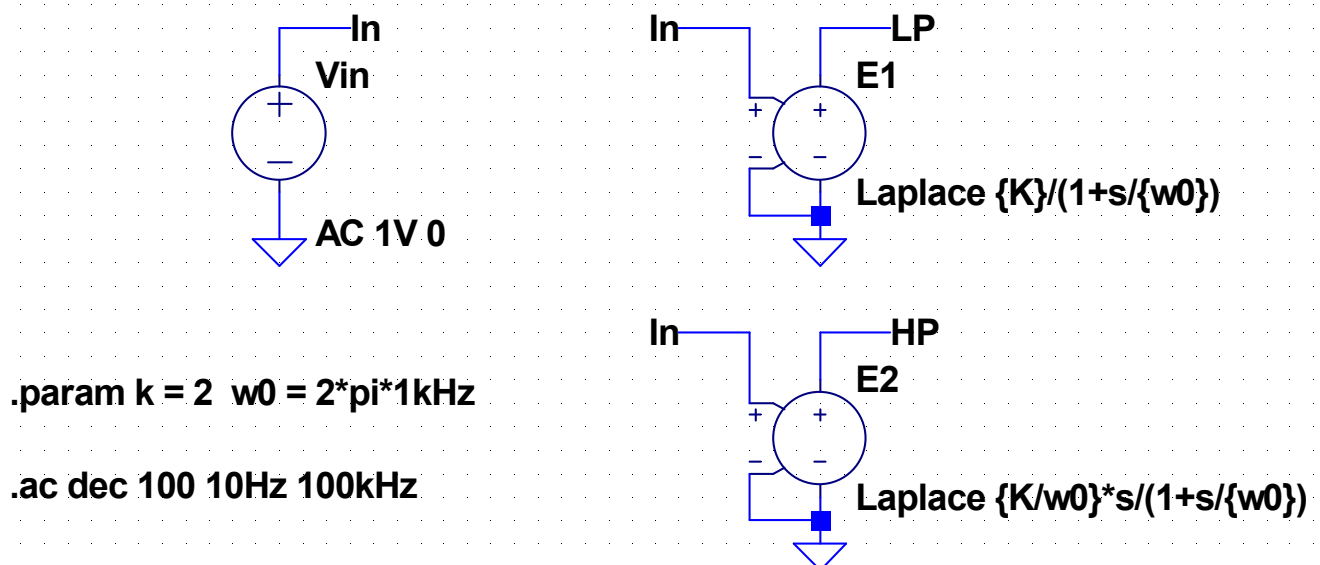 In
Vin
AC 1V 0
In
LP
E1
+
-
+
-
Laplace {K}/(1+s/{w0})
In
HP
E2
+
-
+
-
Laplace {K/w0}*s/(1+s/{w0})
.param k = 2 w0 = 2*pi*1kHz
.ac dec 100 10Hz 100kHz